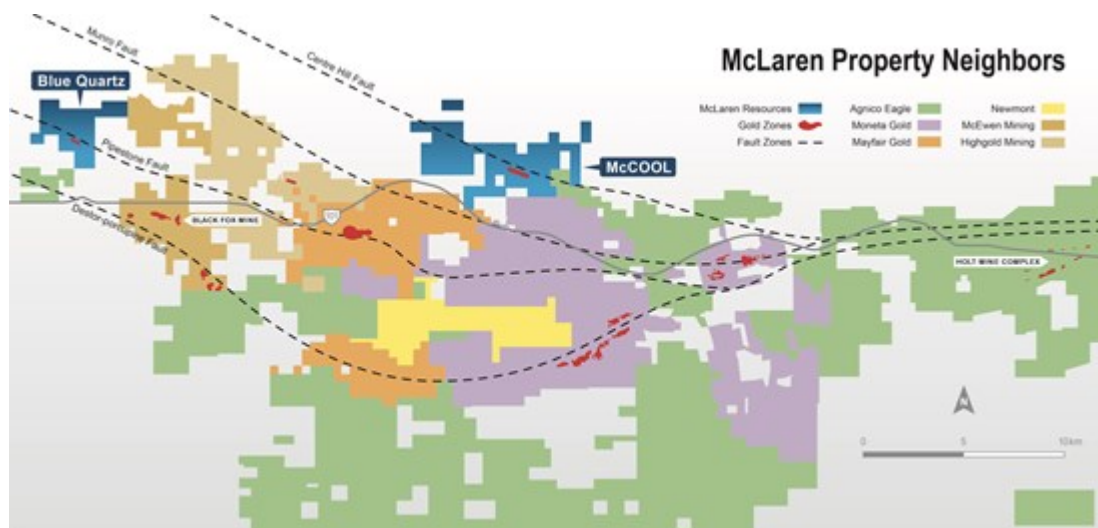 McLaren Property Neighbors
McLaren Resources
Agnico Eagle
Newmont
Gold Zones
Moneta Gold
McEwen Mining
Fault Zones
Mayfair Gold
Highgold Mining
Munro Fault
Centre Hill Fault
Blue Quartz
Pipestone Fault
McCOOL
BLACK FOX MINE
101
Destor-porcupine Fault
HOLT MINE COMPLEX
N
0
5
10km